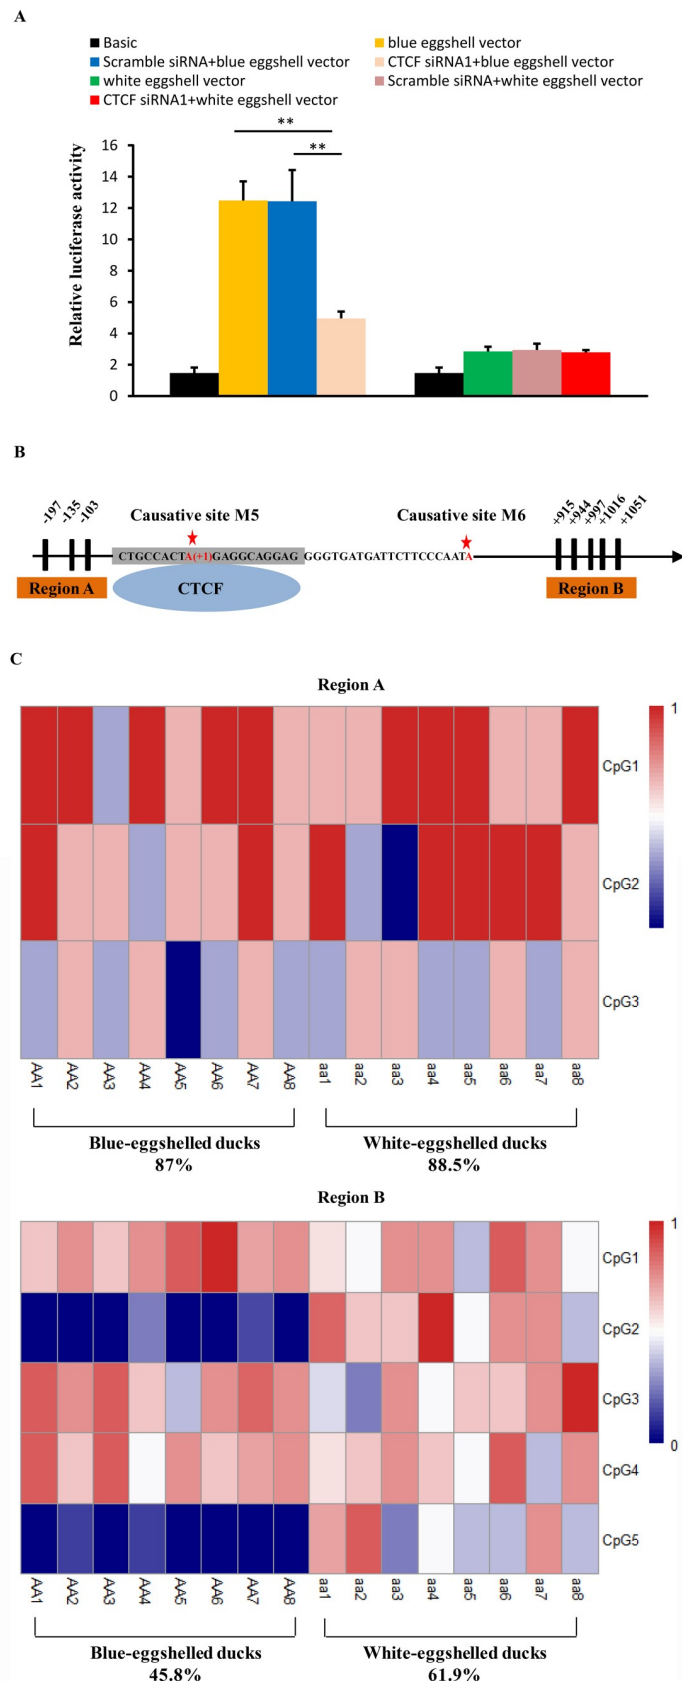 A
Basic
blue eggshell vector
Scramble siRNA+blue eggshell vector
CTCF siRNA1+blue eggshell vector
white eggshell vector
Scramble siRNA+white eggshell vector
CTCF siRNA1+white eggshell vector
**
**
Relative luciferase activity
16
14
12
10
8
6
4
2
0
B
-197
-135
-103
Causative site M5
Causative site M6
+915
+944
+997
+1016
+1051
CTGCCACTA(+1)GAGGCAGGAG GGGTGATGATTCTTCCCAATA
Region A
CTCF
Region B
C
Region A
1
CpG1
CpG2
CpG3
AA1 AA2 AA3 AA4 AA5 AA6 AA7 AA8 aa1 aa2 aa3 aa4 aa5 aa6 aa7 aa8
Blue-eggshelled ducks White-eggshelled ducks
87% 88.5%
Region B
1
CpG1
CpG2
CpG3
CpG4
0
CpG5
AA1 AA2 AA3 AA4 AA5 AA6 AA7 AA8 aa1 aa2 aa3 aa4 aa5 aa6 aa7 aa8
Blue-eggshelled ducks White-eggshelled ducks
45.8% 61.9%